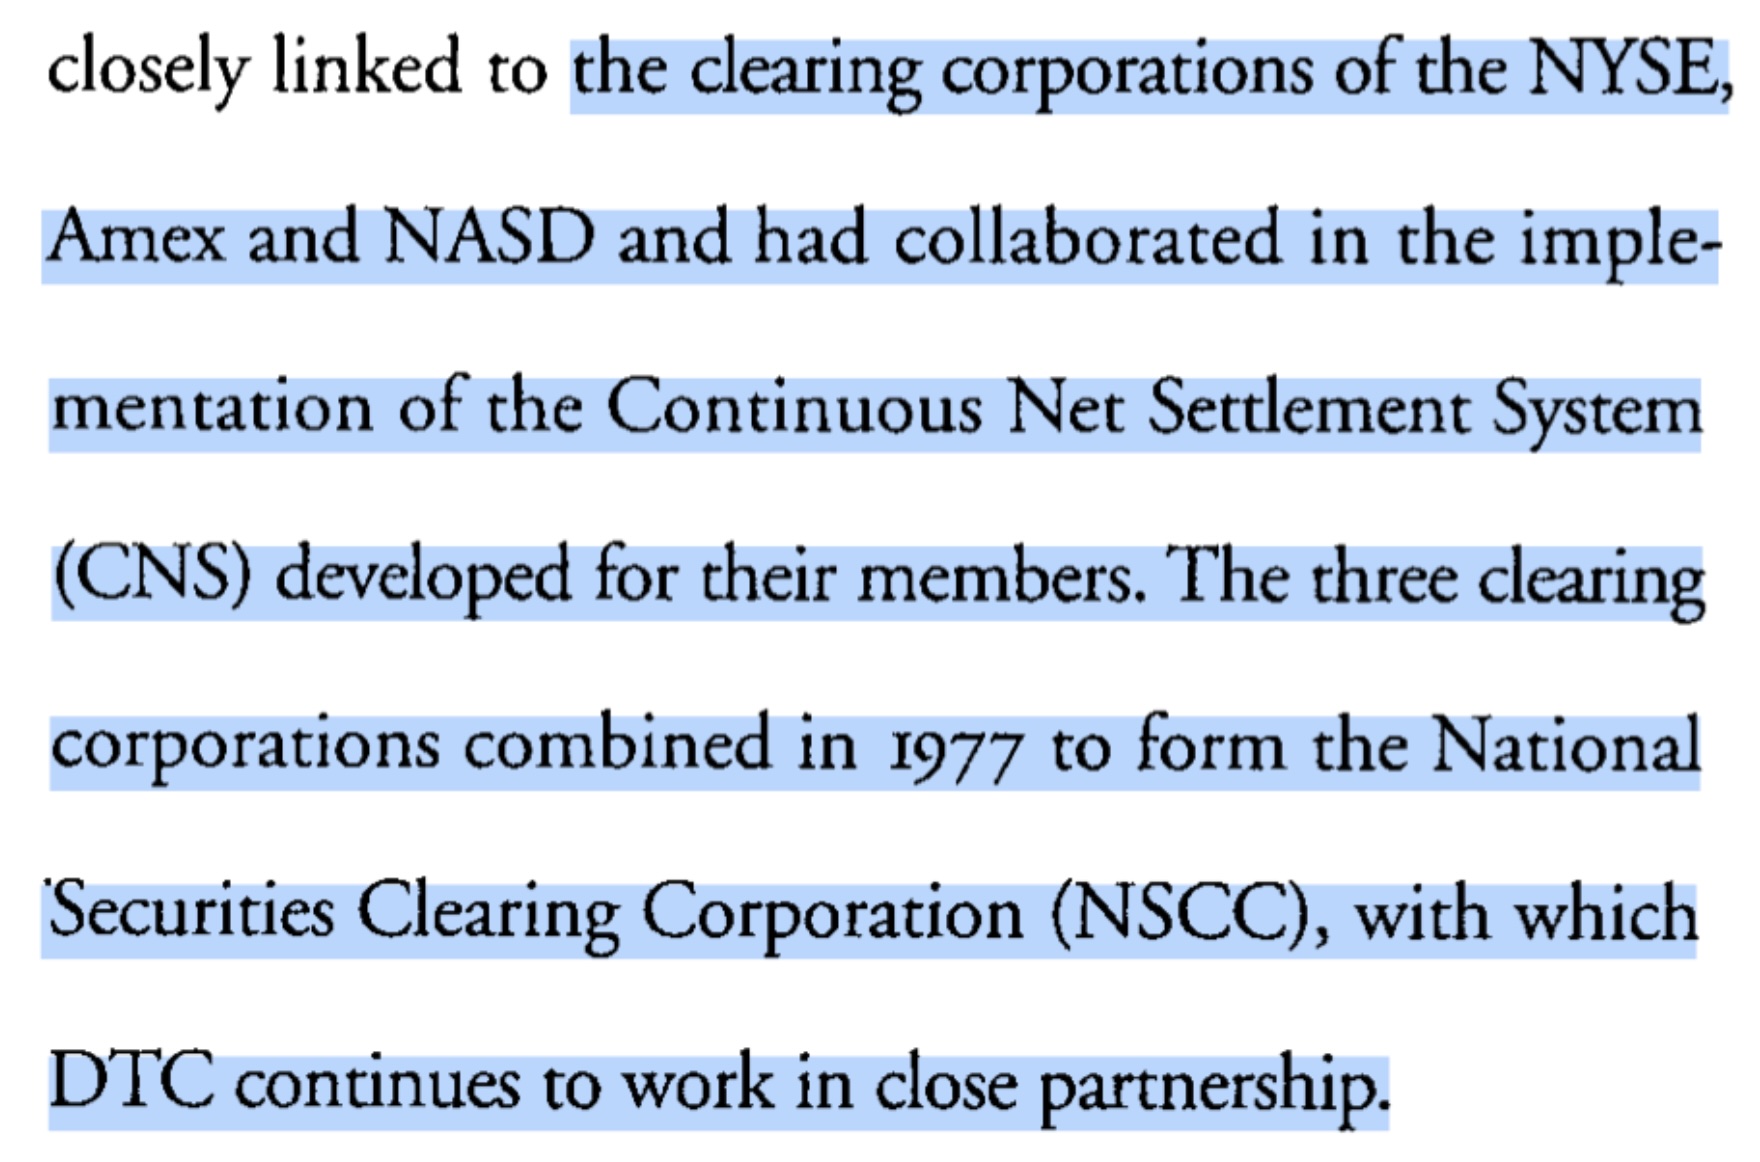 closely linked to the clearing corporations of the NYSE,
Amex and NASD and had collaborated in the imple-
mentation of the Continuous Net Settlement System
(CNS) developed for their members. The three clearing
corporations combined in 1977 to form the National
Securities Clearing Corporation (NSCC), with which
DTC continues to work in close partnership.